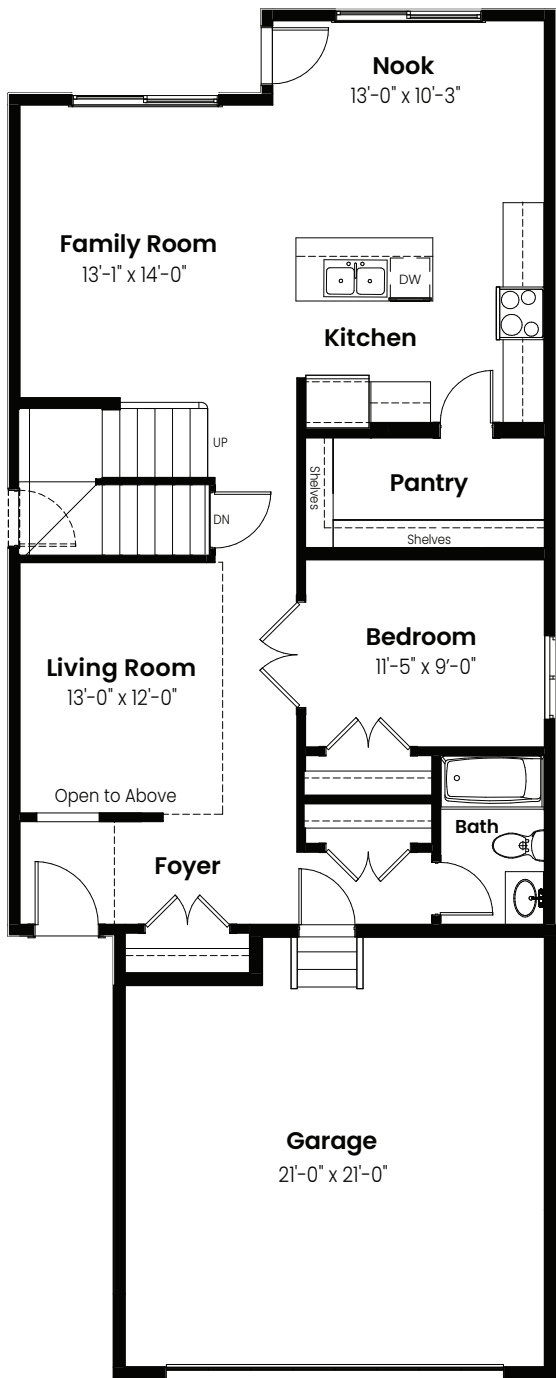 Nook
13'-0" x 10'-3"
Family Room
13'-1" x 14'-0"
DW
Kitchen
UP
Shelves
Pantry
DN
Shelves
Bedroom
11'-5" x 9'-0"
Living Room
13'-0" x 12'-0"
Open to Above
Bath
Foyer
Garage
21'-0" x 21'-0"